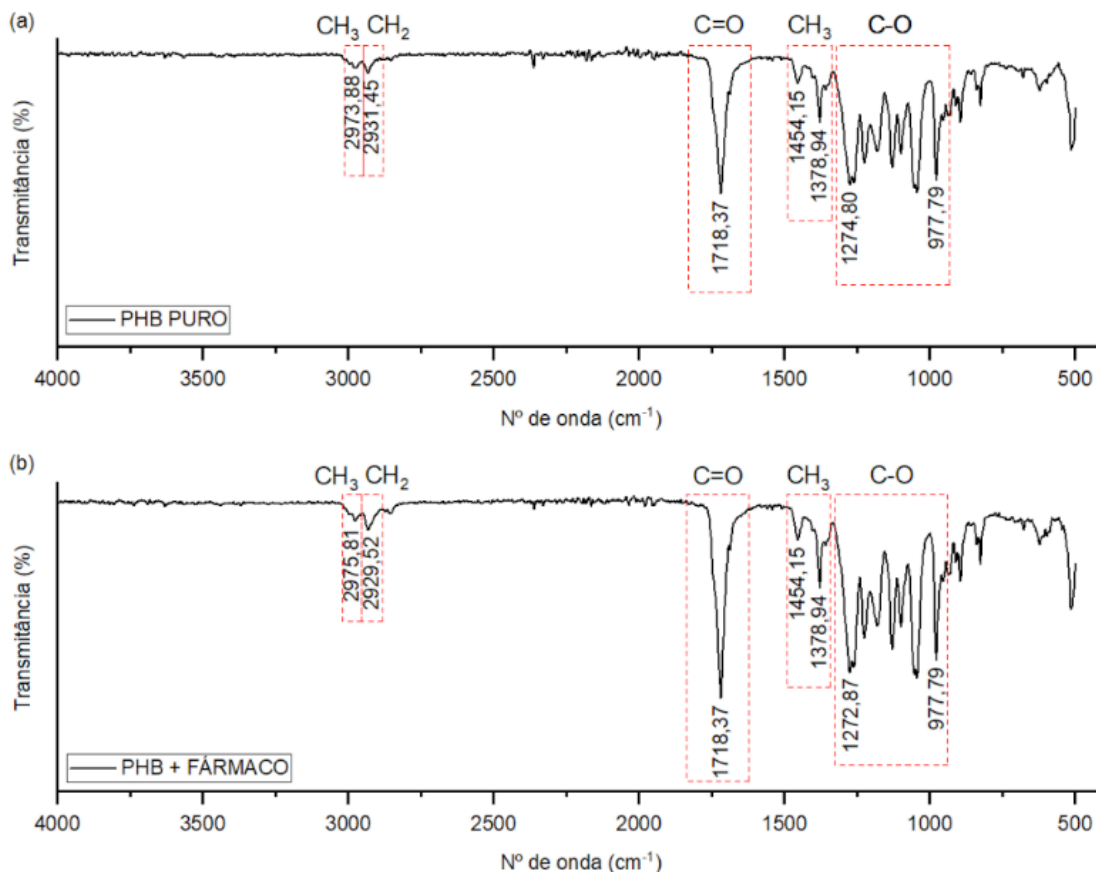 (a)
CH₃ CH₂ C=O CH₃ C-O
Transmitância (%)
2973,88
2931,45
1718,37
1454,15
1378,94
1274,80
977,79
PHB PURO
4000 3500 3000 2500 2000 1500 1000 500
Nº de onda (cm⁻¹)
(b)
CH₃ CH₂ C=O CH₃ C-O
Transmitância (%)
2975,81
2929,52
1718,37
1454,15
1378,94
1272,87
977,79
PHB + FÁRMACO
4000 3500 3000 2500 2000 1500 1000 500
Nº de onda (cm⁻¹)